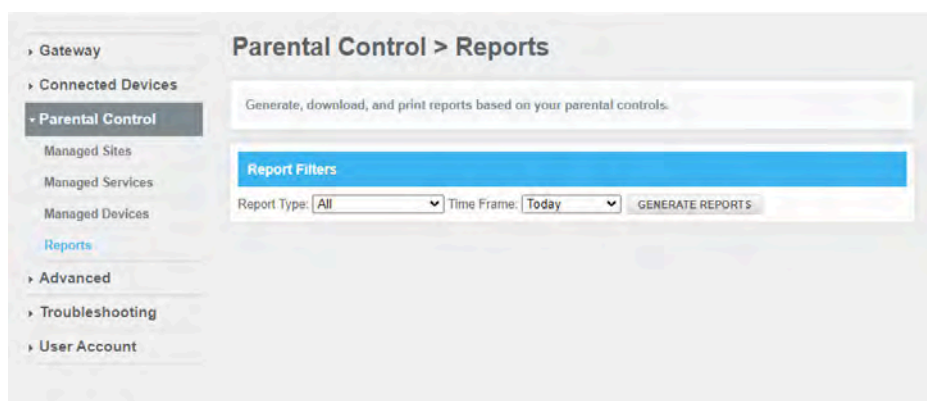 Gateway
Connected Devices
Parental Control
Managed Sites
Managed Services
Managed Devices
Reports
Advanced
Troubleshooting
User Account
Parental Control > Reports
Generate, download, and print reports based on your parental controls.
Report Filters
Report Type: All Time Frame: Today GENERATE REPORTS